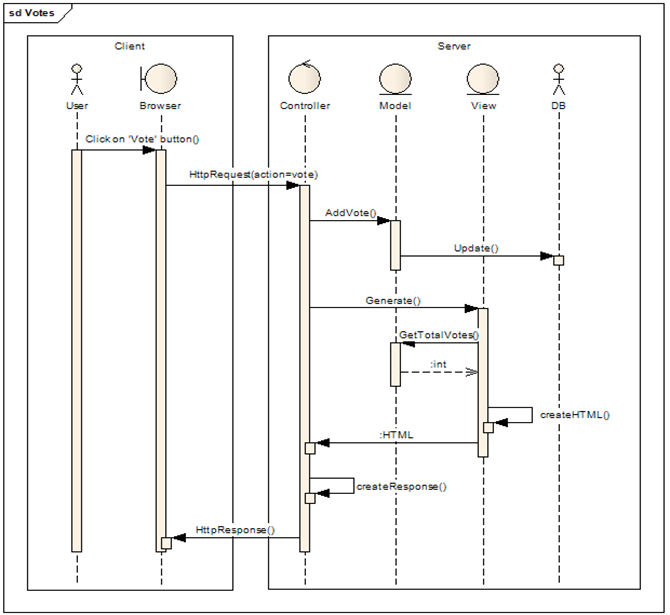 sd Votes
Client
Server
User
Browser
Controller
Model
View
DB
Click on 'Vote' button()
HttpRequest(action=vote)
AddVote()
Update()
Generate()
GetTotalVotes()
:int
createHTML()
:HTML
createResponse()
HttpResponse()